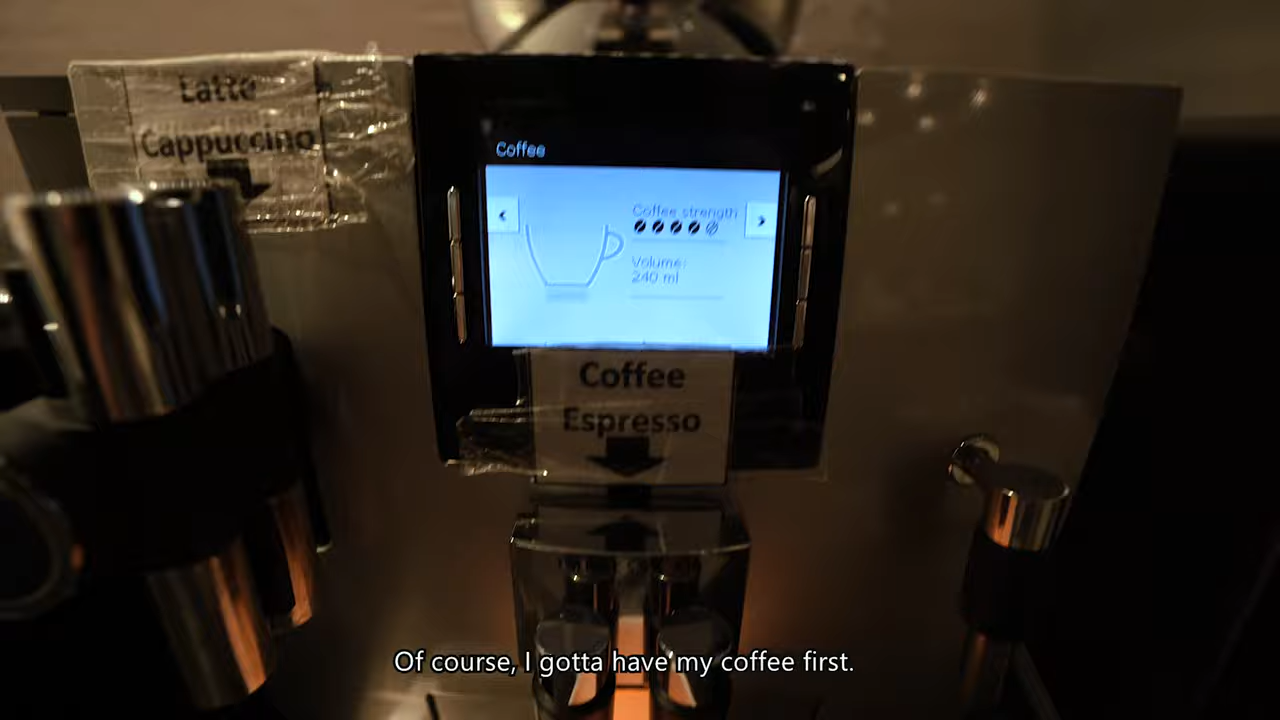 Latte
Cappuccino
Coffee
Coffee strength
Volume:
240 ml
Coffee
Espresso
Of course, I gotta have my coffee first.